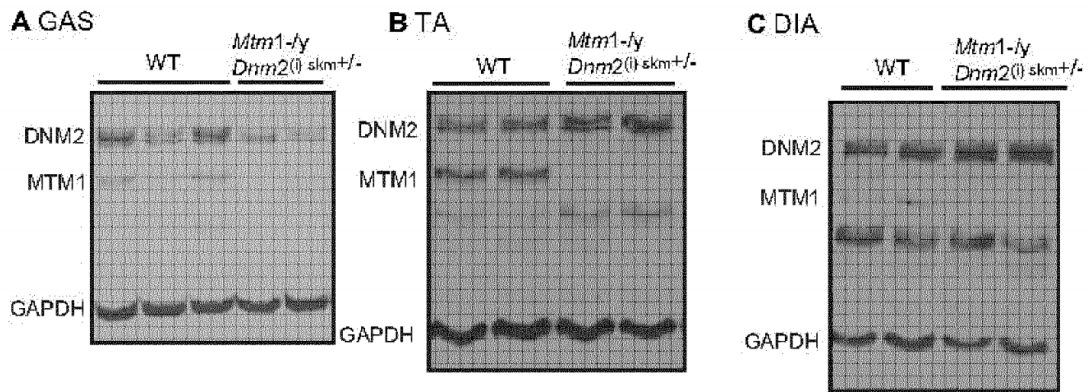 A GAS
WT
Mtm1-/y
Dnm2(i) skm+/-
DNM2
MTM1
GAPDH
B TA
WT
Mtm1-/y
Dnm2(i) skm+/-
DNM2
MTM1
GAPDH
C DIA
WT
Mtm1-/y
Dnm2(i) skm+/-
DNM2
MTM1
GAPDH